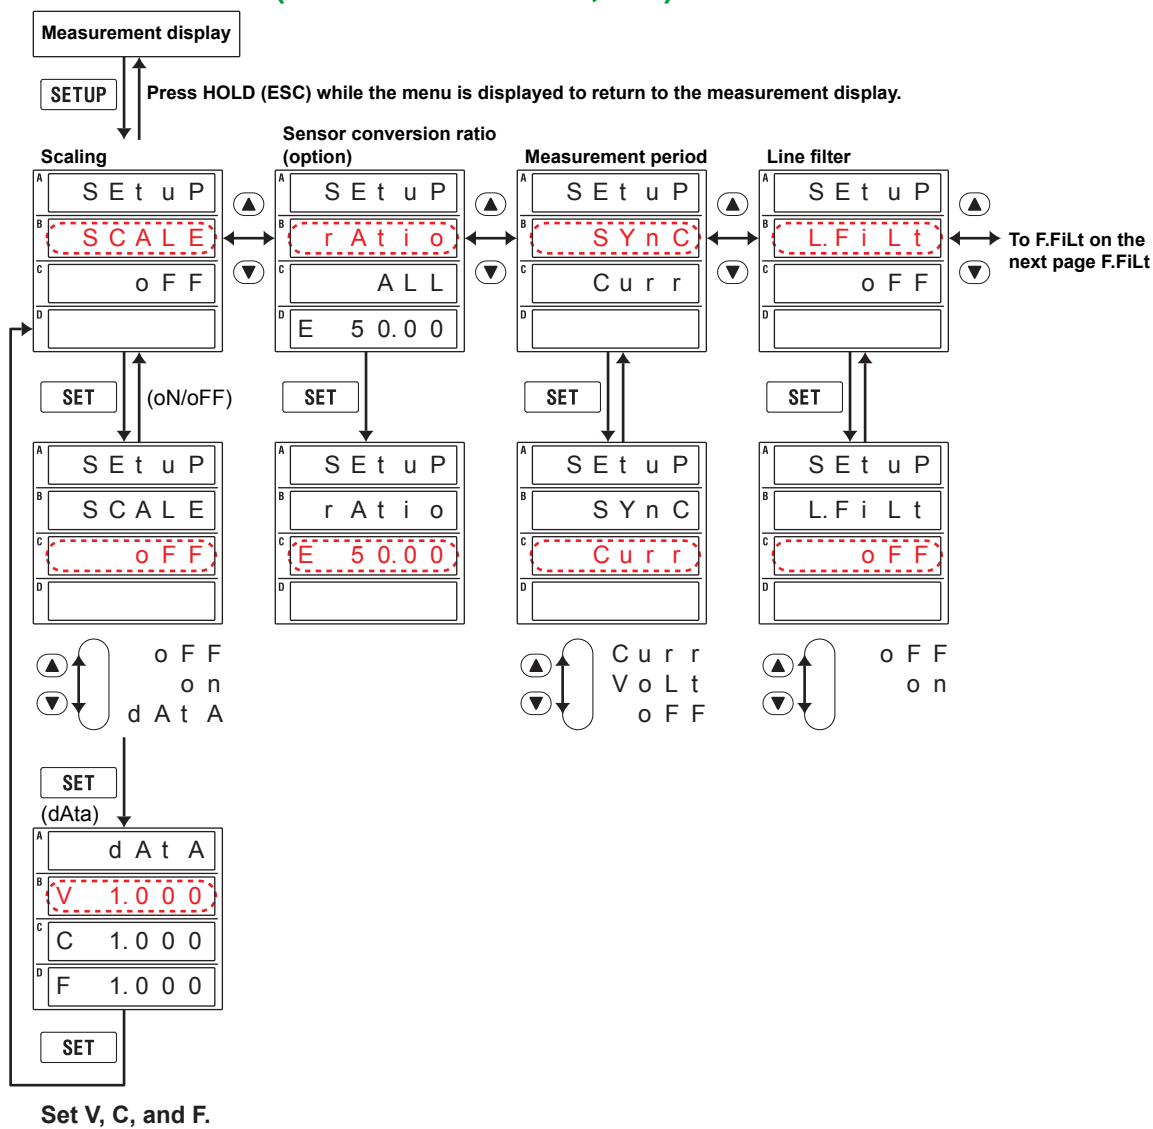 Measurement display
SETUP
Press HOLD (ESC) while the menu is displayed to return to the measurement display.
Scaling
A SEtuP
B SCALE
C oFF
D
Sensor conversion ratio
(option)
A SEtuP
B rAtio
C ALL
D E 50.00
Measurement period
A SEtuP
B SYnC
C Curr
D
Line filter
A SEtuP
B L.FiLt
C oFF
D
To F.FiLt on the
next page F.FiLt
SET
(oN/oFF)
SET
SET
SET
A SEtuP
B SCALE
C oFF
D
A SEtuP
B rAtio
C E 50.00
D
A SEtuP
B SYnC
C Curr
D
A SEtuP
B L.FiLt
C oFF
D
oFF
on
dAtA
Curr
VoLt
oFF
oFF
on
SET
(dAta)
A dAtA
B V 1.000
C C 1.000
D F 1.000
SET
Set V, C, and F.